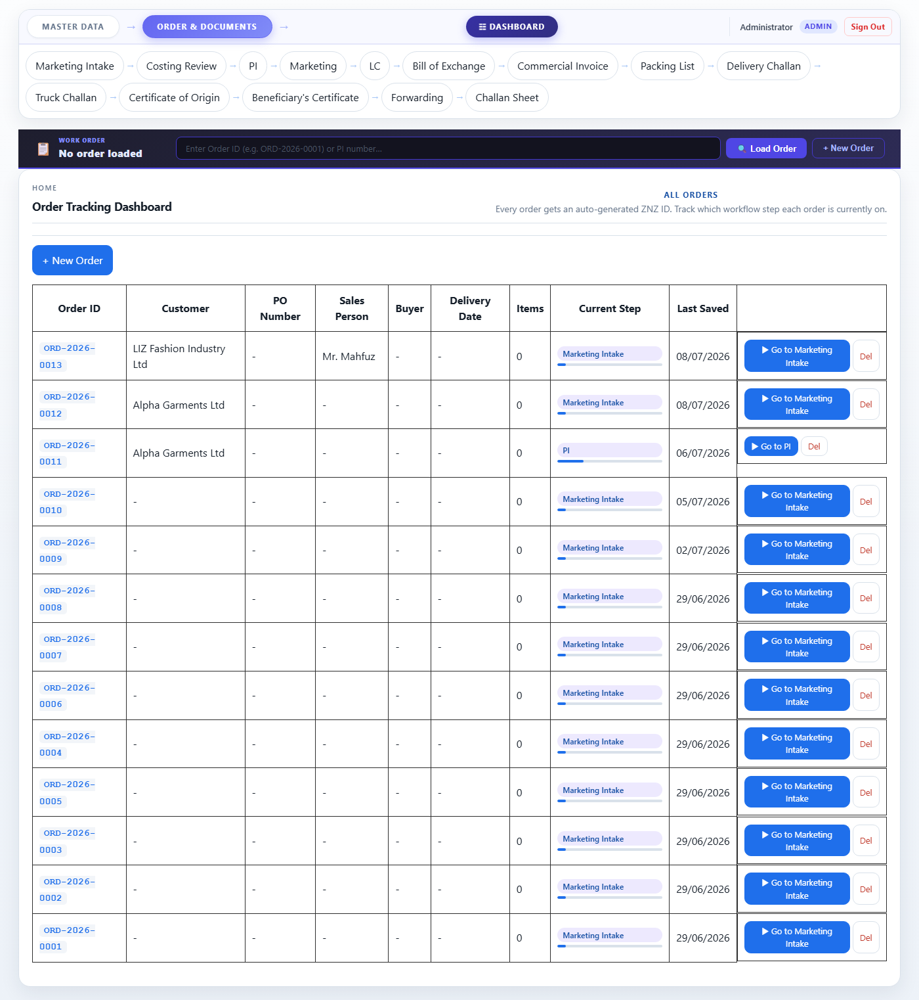 MASTER DATA → ORDER & DOCUMENTS → ☷ DASHBOARD Administrator ADMIN Sign Out
Marketing Intake → Costing Review → PI → Marketing → LC → Bill of Exchange → Commercial Invoice → Packing List → Delivery Challan →
Truck Challan → Certificate of Origin → Beneficiary's Certificate → Forwarding → Challan Sheet
WORK ORDER
No order loaded
Enter Order ID (e.g. ORD-2026-0001) or PI number...
Load Order
+ New Order
HOME
Order Tracking Dashboard
ALL ORDERS
Every order gets an auto-generated ZNZ ID. Track which workflow step each order is currently on.
+ New Order
Order ID Customer PO Number Sales Person Buyer Delivery Date Items Current Step Last Saved
ORD-2026-0013 LIZ Fashion Industry Ltd - Mr. Mahfuz - - 0 Marketing Intake 08/07/2026 ▶ Go to Marketing Intake Del
ORD-2026-0012 Alpha Garments Ltd - - - - 0 Marketing Intake 08/07/2026 ▶ Go to Marketing Intake Del
ORD-2026-0011 Alpha Garments Ltd - - - - 0 PI 06/07/2026 ▶ Go to PI Del
ORD-2026-0010 - - - - - 0 Marketing Intake 05/07/2026 ▶ Go to Marketing Intake Del
ORD-2026-0009 - - - - - 0 Marketing Intake 02/07/2026 ▶ Go to Marketing Intake Del
ORD-2026-0008 - - - - - 0 Marketing Intake 29/06/2026 ▶ Go to Marketing Intake Del
ORD-2026-0007 - - - - - 0 Marketing Intake 29/06/2026 ▶ Go to Marketing Intake Del
ORD-2026-0006 - - - - - 0 Marketing Intake 29/06/2026 ▶ Go to Marketing Intake Del
ORD-2026-0004 - - - - - 0 Marketing Intake 29/06/2026 ▶ Go to Marketing Intake Del
ORD-2026-0005 - - - - - 0 Marketing Intake 29/06/2026 ▶ Go to Marketing Intake Del
ORD-2026-0003 - - - - - 0 Marketing Intake 29/06/2026 ▶ Go to Marketing Intake Del
ORD-2026-0002 - - - - - 0 Marketing Intake 29/06/2026 ▶ Go to Marketing Intake Del
ORD-2026-0001 - - - - - 0 Marketing Intake 29/06/2026 ▶ Go to Marketing Intake Del